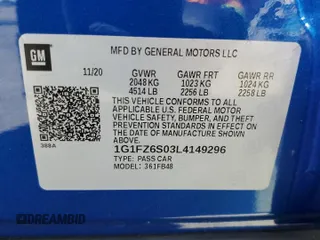 GM
MFD BY GENERAL MOTORS LLC
11/20 GVWR GAWR FRT GAWR RR
2048 KG 1023 KG 1024 KG
4514 LB 2256 LB 2258 LB
THIS VEHICLE CONFORMS TO ALL APPLICABLE
U.S. FEDERAL MOTOR VEHICLE
SAFETY, BUMPER, AND THEFT
PREVENTION STANDARDS IN EFFECT ON
THE DATE OF MANUFACTURE SHOWN
ABOVE.
388A
1G1FZ6S03L4149296
TYPE: PASS CAR
MODEL: 1FB48
DREAMBID